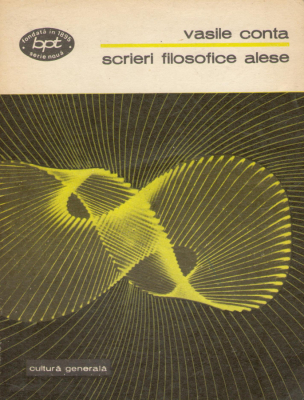 fondată în 1895
bpt
serie nouă
vasile conta
scrieri filosofice alese
cultură generală